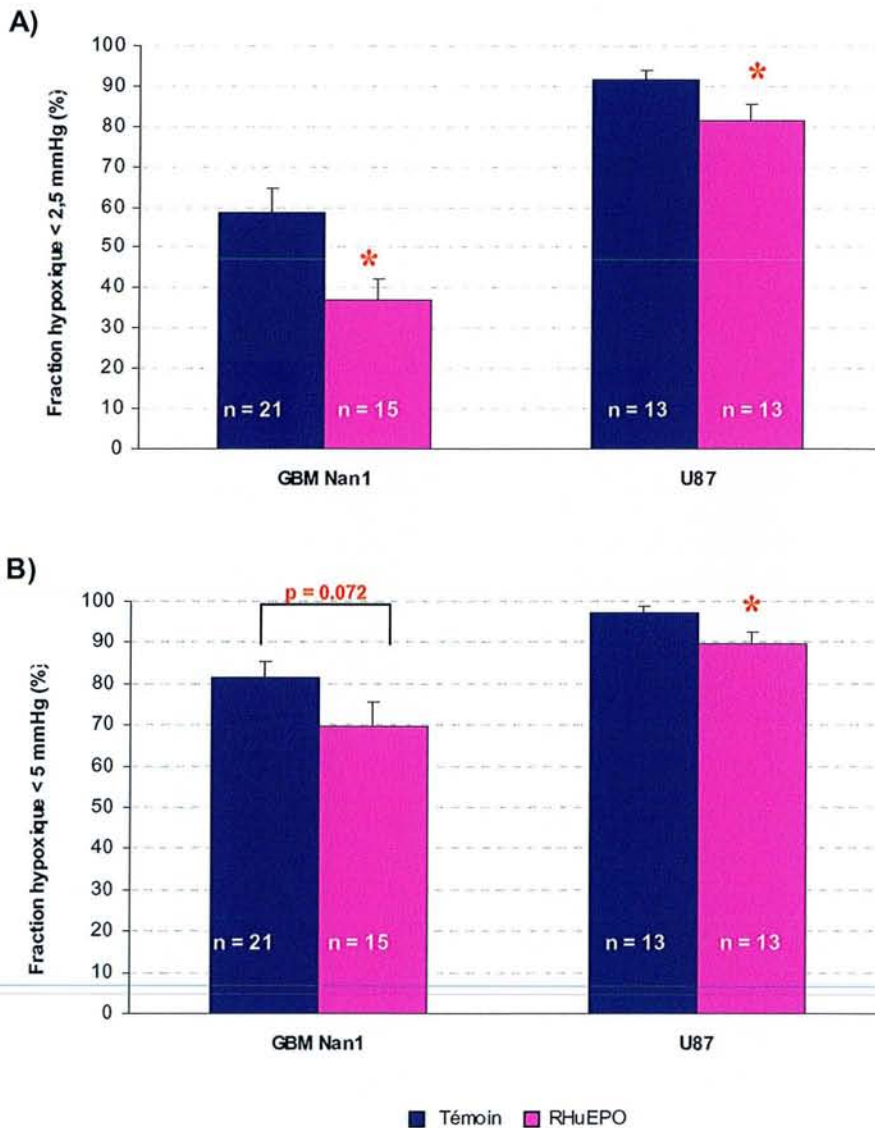 A)
Fraction hypoxique < 2,5 mmHg (%)
100
90
80
70
60
50
40
30
20
10
0
*
*
n = 21
n = 15
n = 13
n = 13
GBM Nan1
U87
B)
Fraction hypoxique < 5 mmHg (%)
100
90
80
70
60
50
40
30
20
10
0
p = 0,072
*
n = 21
n = 15
n = 13
n = 13
GBM Nan1
U87
Témoin
RHuEPO